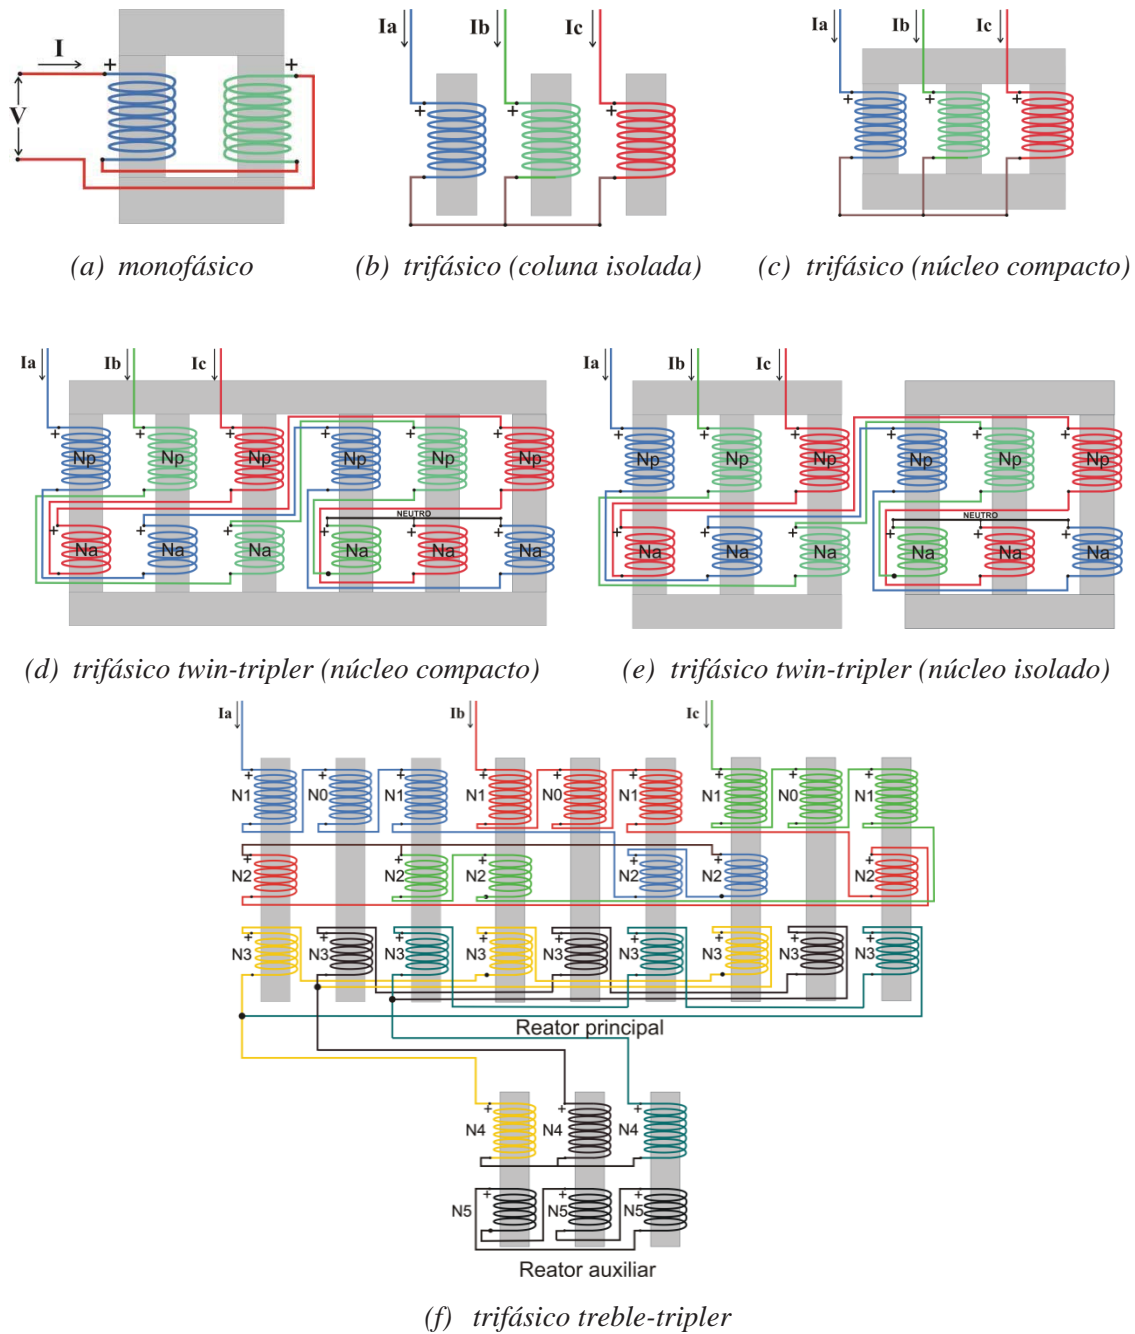 I
+
+
V
(a) monofásico
Ia
Ib
Ic
+
+
+
(b) trifásico (coluna isolada)
Ia
Ib
Ic
+
+
+
(c) trifásico (núcleo compacto)
Ia
Ib
Ic
+ + + + + +
Np Np Np Np Np Np
NEUTRO
+ + + + + +
Na Na Na Na Na Na
(d) trifásico twin-tripler (núcleo compacto)
Ia
Ib
Ic
+ + + + + +
Np Np Np Np Np Np
NEUTRO
+ + + + + +
Na Na Na Na Na Na
(e) trifásico twin-tripler (núcleo isolado)
Ia
Ib
Ic
+ + + + + + + + +
N1 N0 N1 N1 N0 N1 N1 N0 N1
+ + + + + +
N2 N2 N2 N2 N2 N2
+ + + + + + + + +
N3 N3 N3 N3 N3 N3 N3 N3 N3
Reator principal
+ + +
N4 N4 N4
+ + +
N5 N5 N5
Reator auxiliar
(f) trifásico treble-tripler